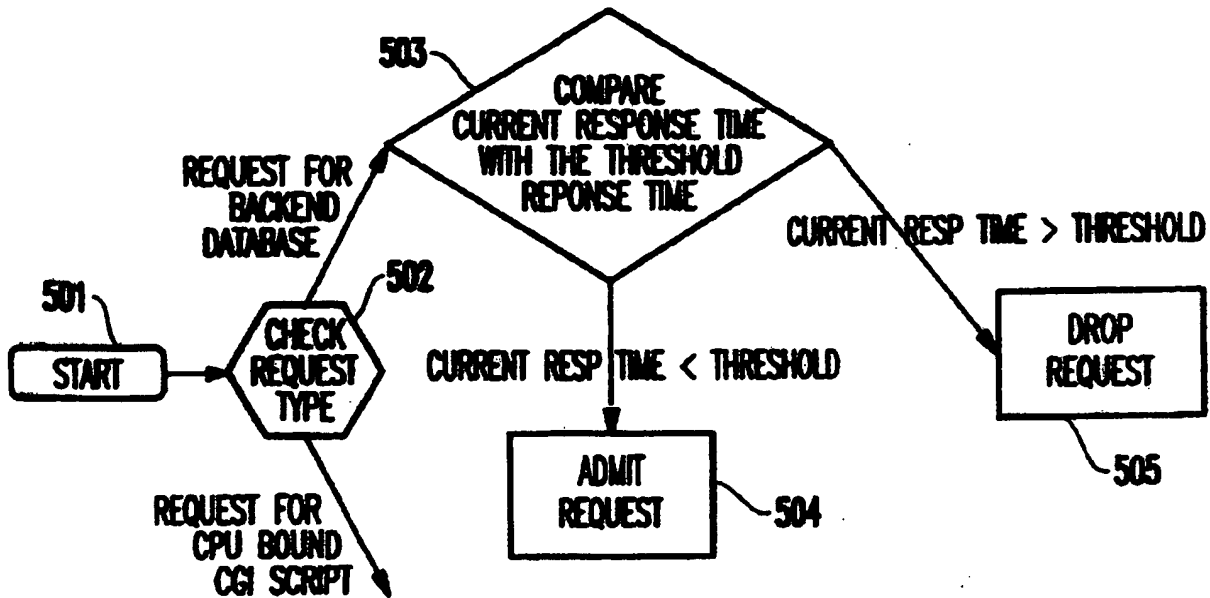 503
COMPARE
CURRENT RESPONSE TIME
WITH THE THRESHOLD
REPONSE TIME
REQUEST FOR
BACKEND
DATABASE
CURRENT RESP TIME > THRESHOLD
501
502
START
CHECK
REQUEST
TYPE
CURRENT RESP TIME < THRESHOLD
DROP
REQUEST
505
ADMIT
REQUEST
504
REQUEST FOR
CPU BOUND
CGI SCRIPT